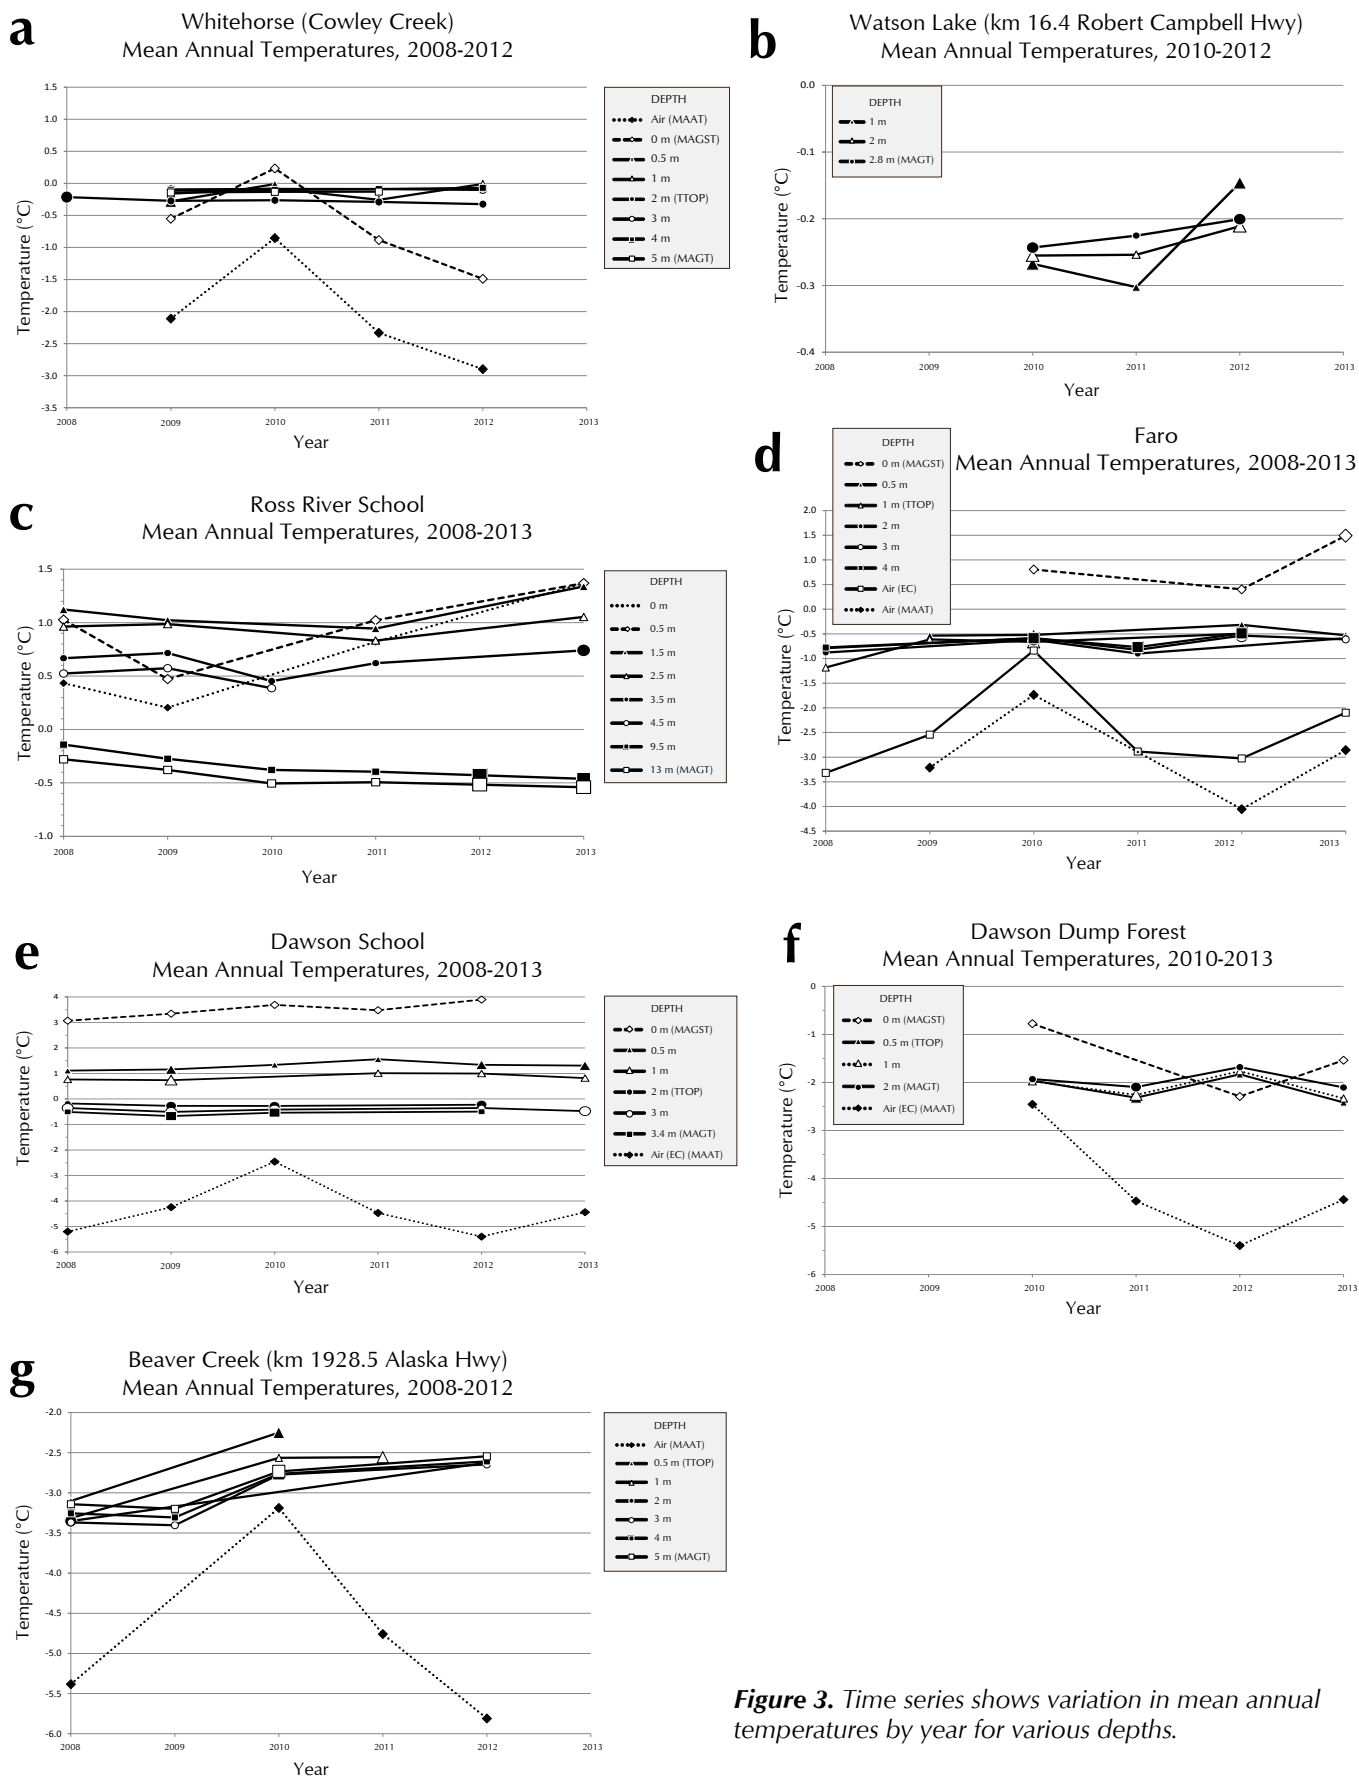 a
Whitehorse (Cowley Creek)
Mean Annual Temperatures, 2008-2012
1.5
1.0
0.5
0.0
-0.5
-1.0
-1.5
-2.0
-2.5
-3.0
-3.5
Temperature (°C)
2008 2009 2010 2011 2012 2013
Year
DEPTH
Air (MAAT)
0 m (MAGST)
0.5 m
1 m
2 m (TTOP)
3 m
4 m
5 m (MAGT)
b
Watson Lake (km 16.4 Robert Campbell Hwy)
Mean Annual Temperatures, 2010-2012
0.0
-0.1
-0.2
-0.3
-0.4
Temperature (°C)
DEPTH
1 m
2 m
2.8 m (MAGT)
2008 2009 2010 2011 2012 2013
Year
c
Ross River School
Mean Annual Temperatures, 2008-2013
1.5
1.0
0.5
0.0
-0.5
-1.0
Temperature (°C)
2008 2009 2010 2011 2012 2013
Year
DEPTH
0 m
0.5 m
1.5 m
2.5 m
3.5 m
4.5 m
9.5 m
13 m (MAGT)
d
Faro
Mean Annual Temperatures, 2008-2013
DEPTH
0 m (MAGST)
0.5 m
1 m (TTOP)
2 m
3 m
4 m
Air (EC)
Air (MAAT)
2.0
1.5
1.0
0.5
0.0
-0.5
-1.0
-1.5
-2.0
-2.5
-3.0
-3.5
-4.0
-4.5
Temperature (°C)
2008 2009 2010 2011 2012 2013
Year
e
Dawson School
Mean Annual Temperatures, 2008-2013
4
3
2
1
0
-1
-2
-3
-4
-5
-6
Temperature (°C)
2008 2009 2010 2011 2012 2013
Year
DEPTH
0 m (MAGST)
0.5 m
1 m
2 m (TTOP)
3 m
3.4 m (MAGT)
Air (EC) (MAAT)
f
Dawson Dump Forest
Mean Annual Temperatures, 2010-2013
0
-1
-2
-3
-4
-5
-6
Temperature (°C)
DEPTH
0 m (MAGST)
0.5 m (TTOP)
1 m
2 m (MAGT)
Air (EC) (MAAT)
2008 2009 2010 2011 2012 2013
Year
g
Beaver Creek (km 1928.5 Alaska Hwy)
Mean Annual Temperatures, 2008-2012
-2.0
-2.5
-3.0
-3.5
-4.0
-4.5
-5.0
-5.5
-6.0
Temperature (°C)
2008 2009 2010 2011 2012 2013
Year
DEPTH
Air (MAAT)
0.5 m (TTOP)
1 m
2 m
3 m
4 m
5 m (MAGT)
Figure 3. Time series shows variation in mean annual
temperatures by year for various depths.